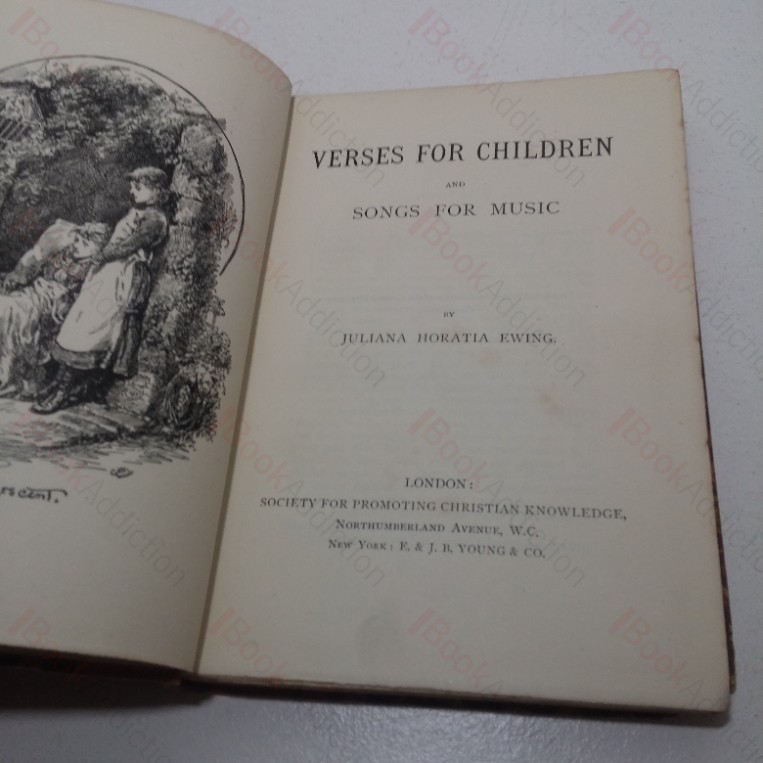 VERSES FOR CHILDREN
AND
SONGS FOR MUSIC
BY
JULIANA HORATIA EWING.
LONDON:
SOCIETY FOR PROMOTING CHRISTIAN KNOWLEDGE,
NORTHUMBERLAND AVENUE, W.C.
NEW YORK: E. & J. B. YOUNG & CO.
BookAddiction